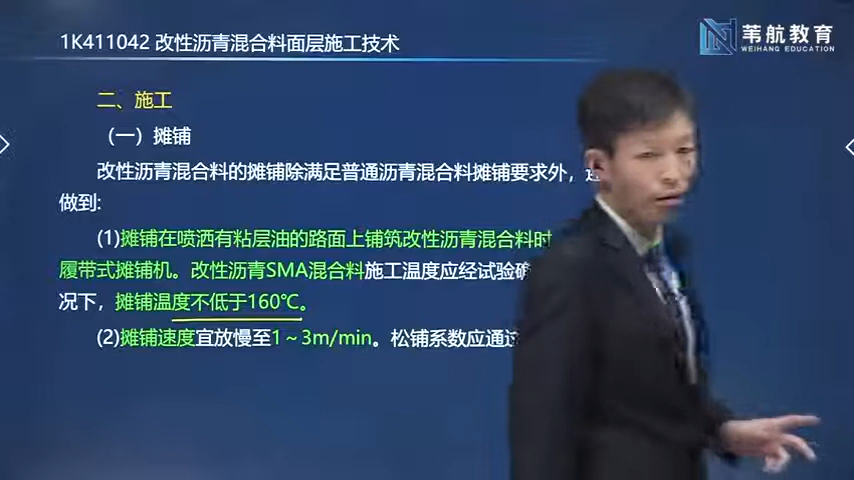 1K411042 改性沥青混合料面层施工技术
苇航教育
WEIHANG EDUCATION
二、施工
(一)摊铺
改性沥青混合料的摊铺除满足普通沥青混合料摊铺要求外，
做到:
(1)摊铺在喷洒有粘层油的路面上铺筑改性沥青混合料时
履带式摊铺机。改性沥青SMA混合料施工温度应经试验确
况下，摊铺温度不低于160℃。
(2)摊铺速度宜放慢至1～3m/min。松铺系数应通过